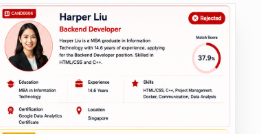 CANDIDATE
Harper Liu
Rejected
Backend Developer
Harper Liu is a MBA graduate in Information
Technology with 14.6 years of experience, applying
for the Backend Developer position. Skilled in
HTML/CSS and C++.
Match Score
37.9%
Education
MBA in Information
Technology
Experience
14.6 Years
Skills
HTML/CSS, C++, Project Management,
Docker, Communication, Data Analysis
Certification
Google Data Analytics
Certificate
Location
Singapore